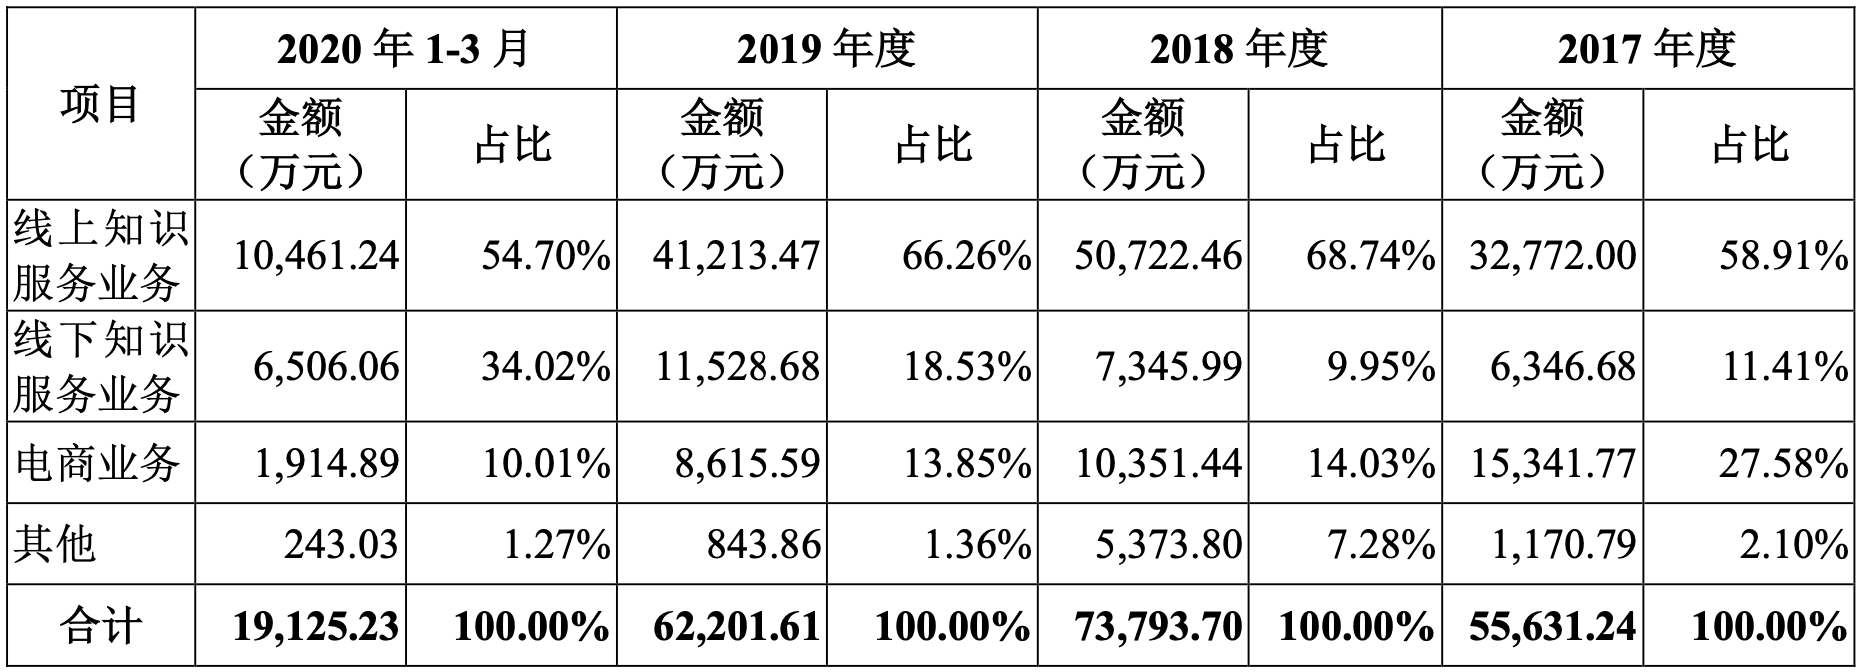 项目 2020 年 1-3 月 2019 年度 2018 年度 2017 年度
金额（万元） 占比 金额（万元） 占比 金额（万元） 占比 金额（万元） 占比
线上知识服务业务 10,461.24 54.70% 41,213.47 66.26% 50,722.46 68.74% 32,772.00 58.91%
线下知识服务业务 6,506.06 34.02% 11,528.68 18.53% 7,345.99 9.95% 6,346.68 11.41%
电商业务 1,914.89 10.01% 8,615.59 13.85% 10,351.44 14.03% 15,341.77 27.58%
其他 243.03 1.27% 843.86 1.36% 5,373.80 7.28% 1,170.79 2.10%
合计 19,125.23 100.00% 62,201.61 100.00% 73,793.70 100.00% 55,631.24 100.00%